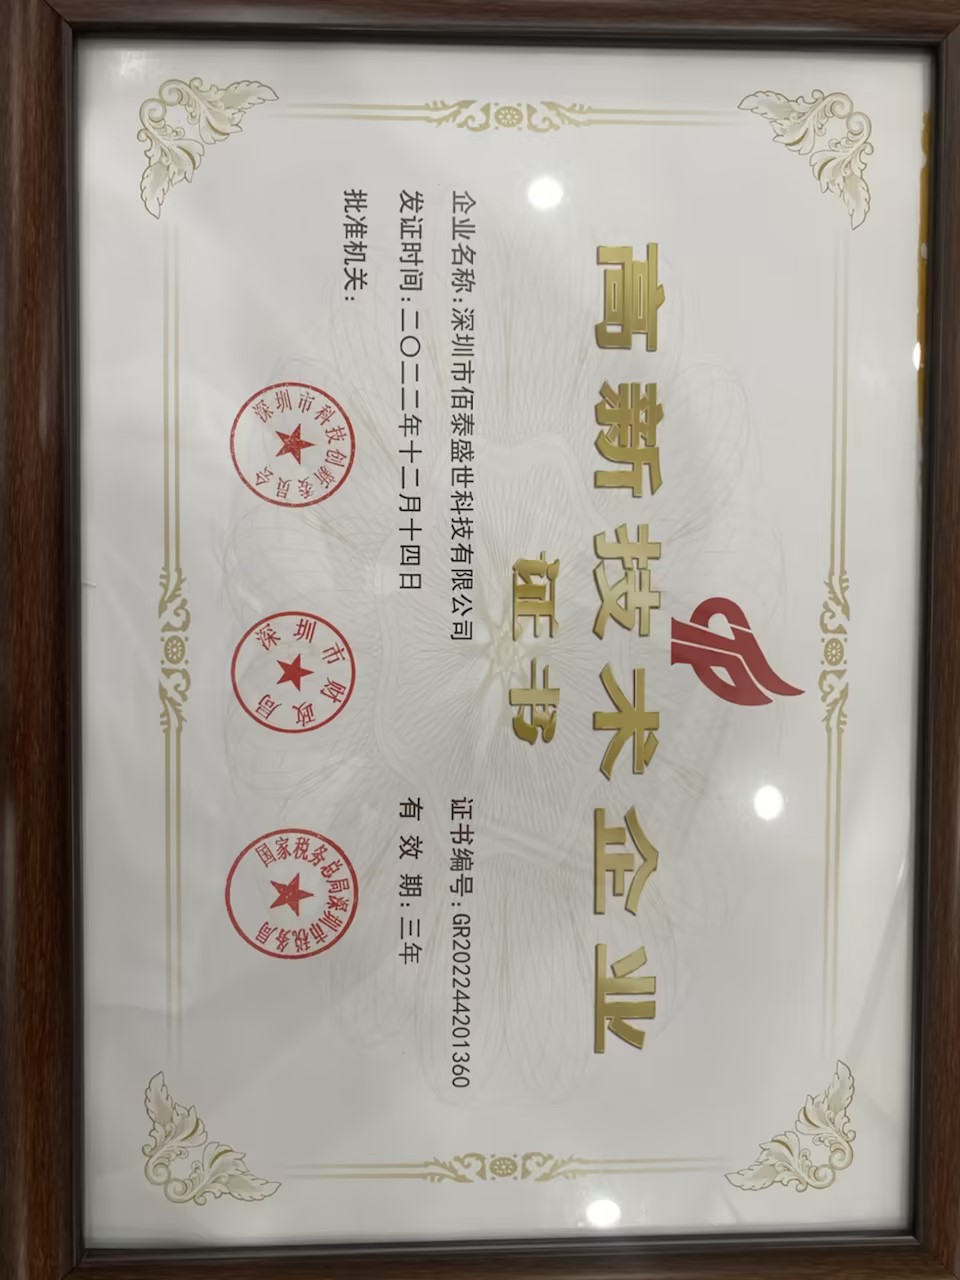 高新技术企业
证书
企业名称：深圳市佰泰盛世科技有限公司
证书编号：GR202244201360
发证时间：二〇二二年十二月十四日
有效期：三年
批准机关：
深圳市科技创新委员会
深圳市财政局
国家税务总局深圳市税务局